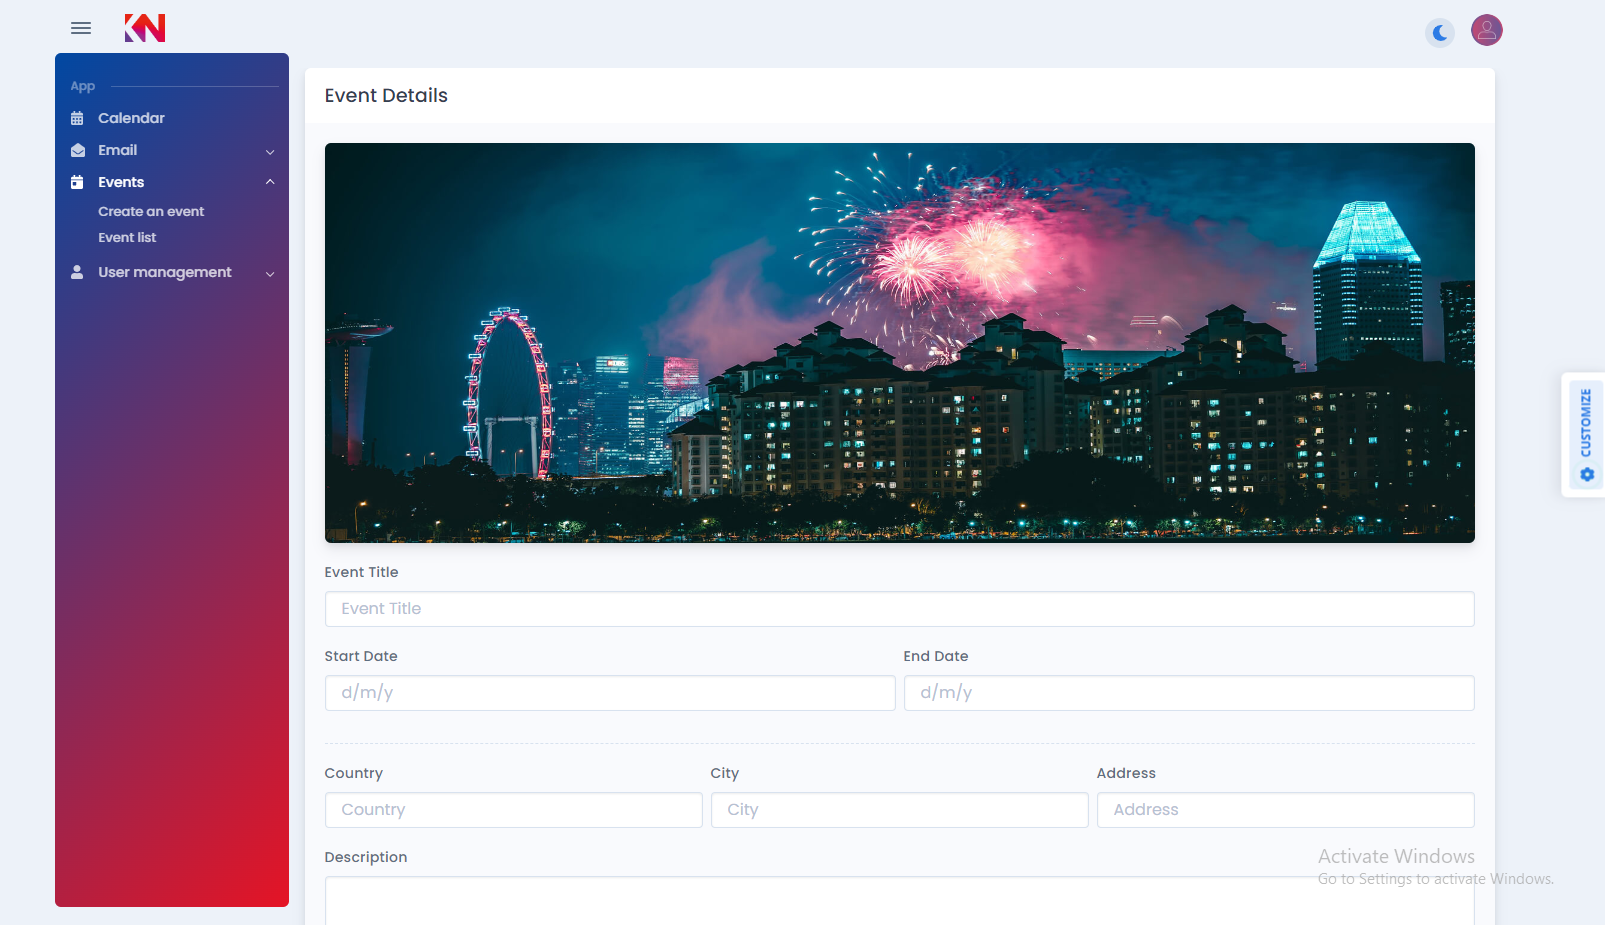 KN
App
Calendar
Email
Events
Create an event
Event list
User management
Event Details
Event Title
Event Title
Start Date
End Date
d/m/y
d/m/y
Country
City
Address
Country
City
Address
Description
CUSTOMIZE
Activate Windows
Go to Settings to activate Windows.